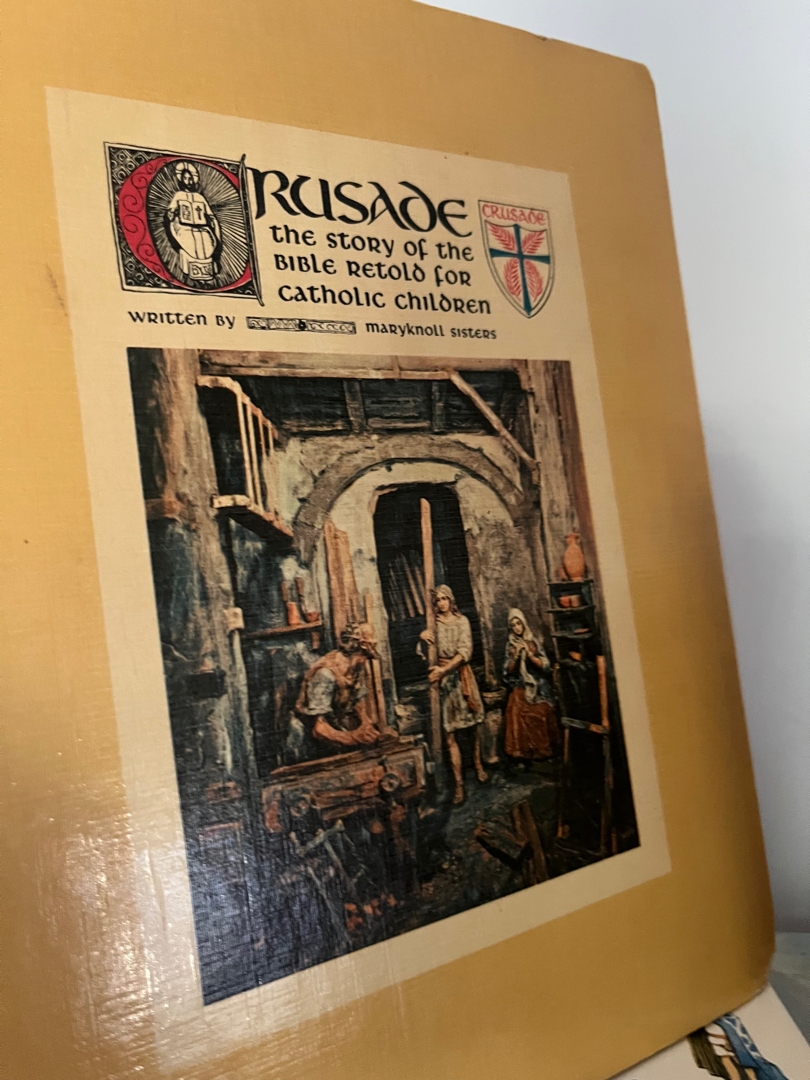 CRUSADE
the story of the
Bible retold for
catholic children
CRUSADE
written by maryknoll sisters